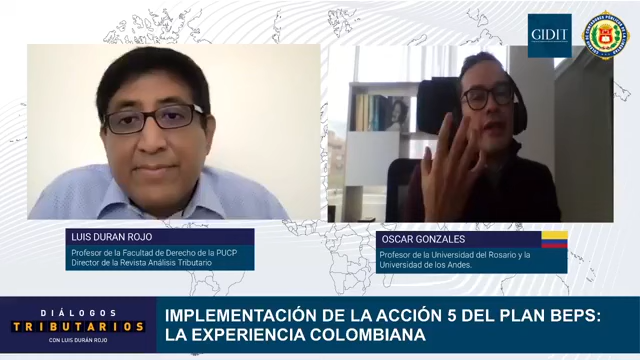 GIDIT
LUIS DURAN ROJO
Profesor de la Facultad de Derecho de la PUCP
Director de la Revista Análisis Tributario
OSCAR GONZALES
Profesor de la Universidad del Rosario y la
Universidad de los Andes.
DIÁLOGOS
TRIBUTARIOS
CON LUIS DURÁN ROJO
IMPLEMENTACIÓN DE LA ACCIÓN 5 DEL PLAN BEPS:
LA EXPERIENCIA COLOMBIANA